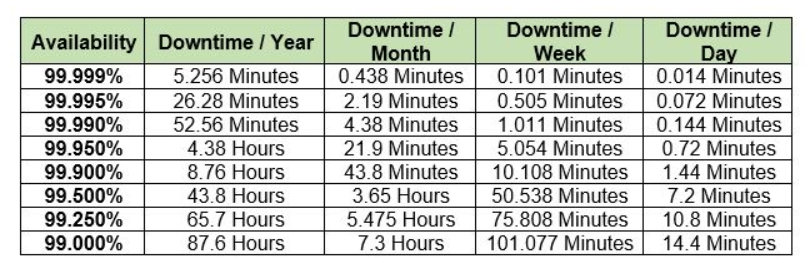 Availability Downtime / Year Downtime / Month Downtime / Week Downtime / Day
99.999% 5.256 Minutes 0.438 Minutes 0.101 Minutes 0.014 Minutes
99.995% 26.28 Minutes 2.19 Minutes 0.505 Minutes 0.072 Minutes
99.990% 52.56 Minutes 4.38 Minutes 1.011 Minutes 0.144 Minutes
99.950% 4.38 Hours 21.9 Minutes 5.054 Minutes 0.72 Minutes
99.900% 8.76 Hours 43.8 Minutes 10.108 Minutes 1.44 Minutes
99.500% 43.8 Hours 3.65 Hours 50.538 Minutes 7.2 Minutes
99.250% 65.7 Hours 5.475 Hours 75.808 Minutes 10.8 Minutes
99.000% 87.6 Hours 7.3 Hours 101.077 Minutes 14.4 Minutes